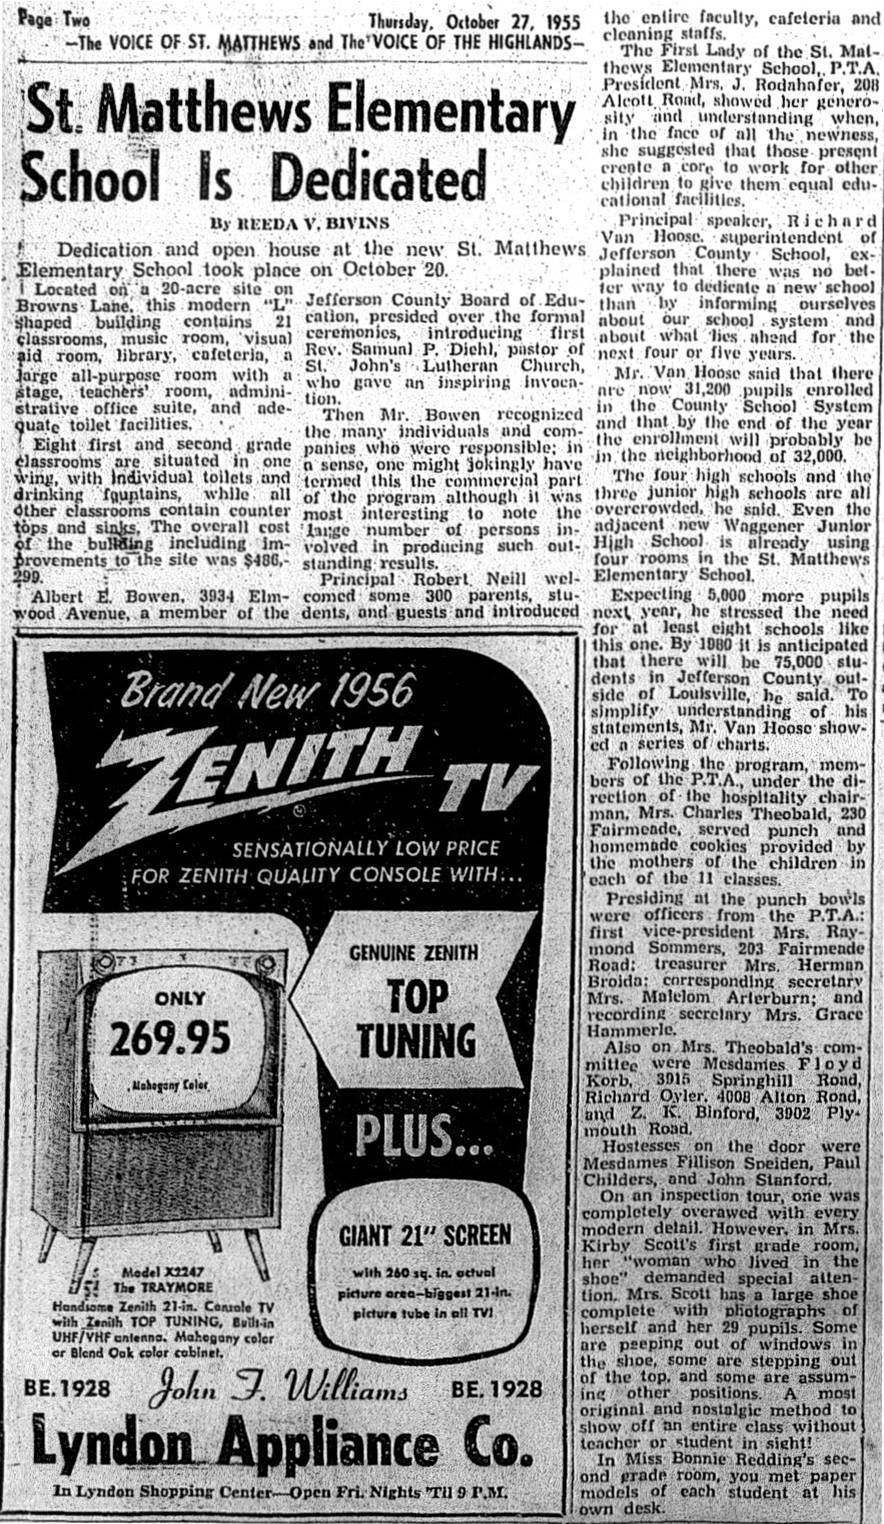 Page Two
Thursday, October 27, 1955
—The VOICE OF ST. MATTHEWS and The VOICE OF THE HIGHLANDS—
St. Matthews Elementary
School Is Dedicated
By REEDA V. BIVINS
Dedication and open house at the new St. Matthews
Elementary School took place on October 20.
Located on a 20-acre site on
Browns Lane, this modern "L"
shaped building contains 21
classrooms, music room, visual
aid room, library, cafeteria, a
large all-purpose room with a
stage, teachers' room, admini-
strative office suite, and ade-
quate toilet facilities.
Eight first and second grade
classrooms are situated in one
wing, with individual toilets and
drinking fountains, while all
other classrooms contain counter
tops and sinks. The overall cost
of the building including im-
provements to the site was $486,-
299.
Albert E. Bowen, 3934 Elm-
wood Avenue, a member of the
Jefferson County Board of Edu-
cation, presided over the formal
ceremonies, introducing first
Rev. Samuel P. Diehl, pastor of
St. John's Lutheran Church,
who gave an inspiring invoca-
tion.
Then Mr. Bowen recognized
the many individuals and com-
panies who were responsible; in
a sense, one might jokingly have
termed this the commercial part
of the program although it was
most interesting to note the
large number of persons in-
volved in producing such out-
standing results.
Principal Robert Neill wel-
comed some 300 parents, stu-
dents, and guests and introduced
the entire faculty, cafeteria and
cleaning staffs.
The First Lady of the St. Mat-
thews Elementary School, P.T.A.
President Mrs. J. Rodnhafer, 208
Alcott Road, showed her genero-
sity and understanding when,
in the face of all the newness,
she suggested that those present
create a core to work for other
children to give them equal edu-
cational facilities.
Principal speaker, Richard
Van Hoose, superintendent of
Jefferson County School, ex-
plained that there was no bet-
ter way to dedicate a new school
than by informing ourselves
about our school system and
about what lies ahead for the
next four or five years.
Mr. Van Hoose said that there
are now 31,200 pupils enrolled
in the County School System
and that by the end of the year
the enrollment will probably be
in the neighborhood of 32,000.
The four high schools and the
three junior high schools are all
overcrowded, he said. Even the
adjacent new Waggener Junior
High School is already using
four rooms in the St. Matthews
Elementary School.
Expecting 5,000 more pupils
next year, he stressed the need
for at least eight schools like
this one. By 1960 it is anticipated
that there will be 75,000 stu-
dents in Jefferson County out-
side of Louisville, he said. To
simplify understanding of his
statements, Mr. Van Hoose show-
ed a series of charts.
Following the program, mem-
bers of the P.T.A., under the di-
rection of the hospitality chair-
man, Mrs. Charles Theobald, 230
Fairmeade, served punch and
homemade cookies provided by
the mothers of the children in
each of the 11 classes.
Presiding at the punch bowls
were officers from the P.T.A.:
first vice-president Mrs. Ray-
mond Sommers, 203 Fairmeade
Road; treasurer Mrs. Herman
Broida; corresponding secretary
Mrs. Malclom Arterburn; and
recording secretary Mrs. Grace
Hammerle.
Also on Mrs. Theobald's com-
mittee were Mesdames Floyd
Korb, 3915 Springhill Road,
Richard Oyler, 4008 Alton Road,
and Z. K. Binford, 3902 Ply-
mouth Road.
Hostesses on the door were
Mesdames Fillison Speiden, Paul
Childers, and John Stanford.
On an inspection tour, one was
completely overawed with every
modern detail. However, in Mrs.
Kirby Scott's first grade room,
her "woman who lived in the
shoe" demanded special atten-
tion. Mrs. Scott has a large shoe
complete with photographs of
herself and her 29 pupils. Some
are peeping out of windows in
the shoe, some are stepping out
of the top, and some are assum-
ing other positions. A most
original and nostalgic method to
show off an entire class without
teacher or student in sight!
In Miss Bonnie Redding's sec-
ond grade room, you met paper
models of each student at his
own desk.
Brand New 1956
ZENITH TV
SENSATIONALLY LOW PRICE
FOR ZENITH QUALITY CONSOLE WITH...
GENUINE ZENITH
TOP
TUNING
ONLY
269.95
Mahogany Color
PLUS...
GIANT 21" SCREEN
with 260 sq. in. actual
picture area—biggest 21-in.
picture tube in all TV!
Model X2247
The TRAYMORE
Handsome Zenith 21-in. Console TV
with Zenith TOP TUNING, Built-in
UHF/VHF antenna. Mahogany color
or Blond Oak color cabinet.
BE. 1928 John F. Williams BE. 1928
Lyndon Appliance Co.
In Lyndon Shopping Center—Open Fri. Nights 'Til 9 P.M.